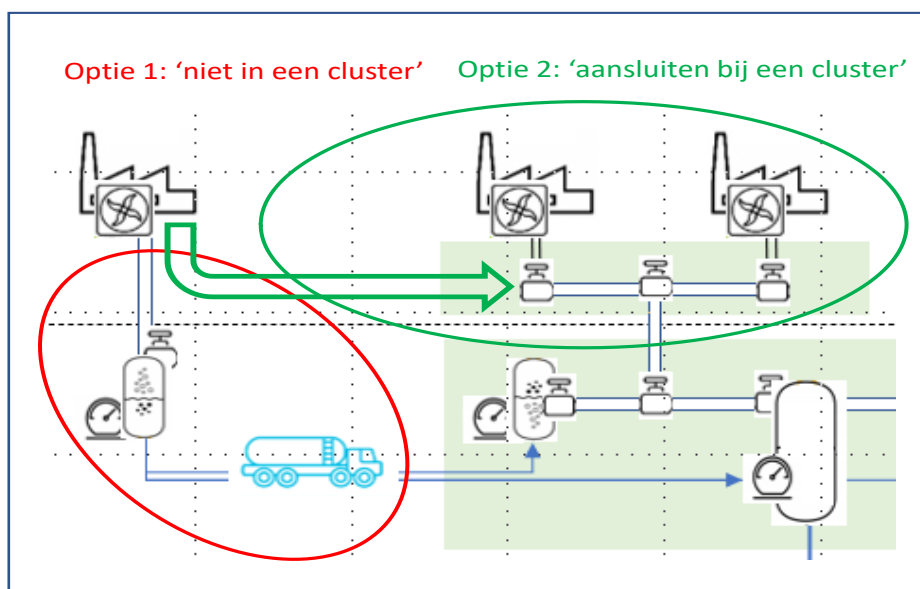 Optie 1: ‘niet in een cluster’
Optie 2: ‘aansluiten bij een cluster’